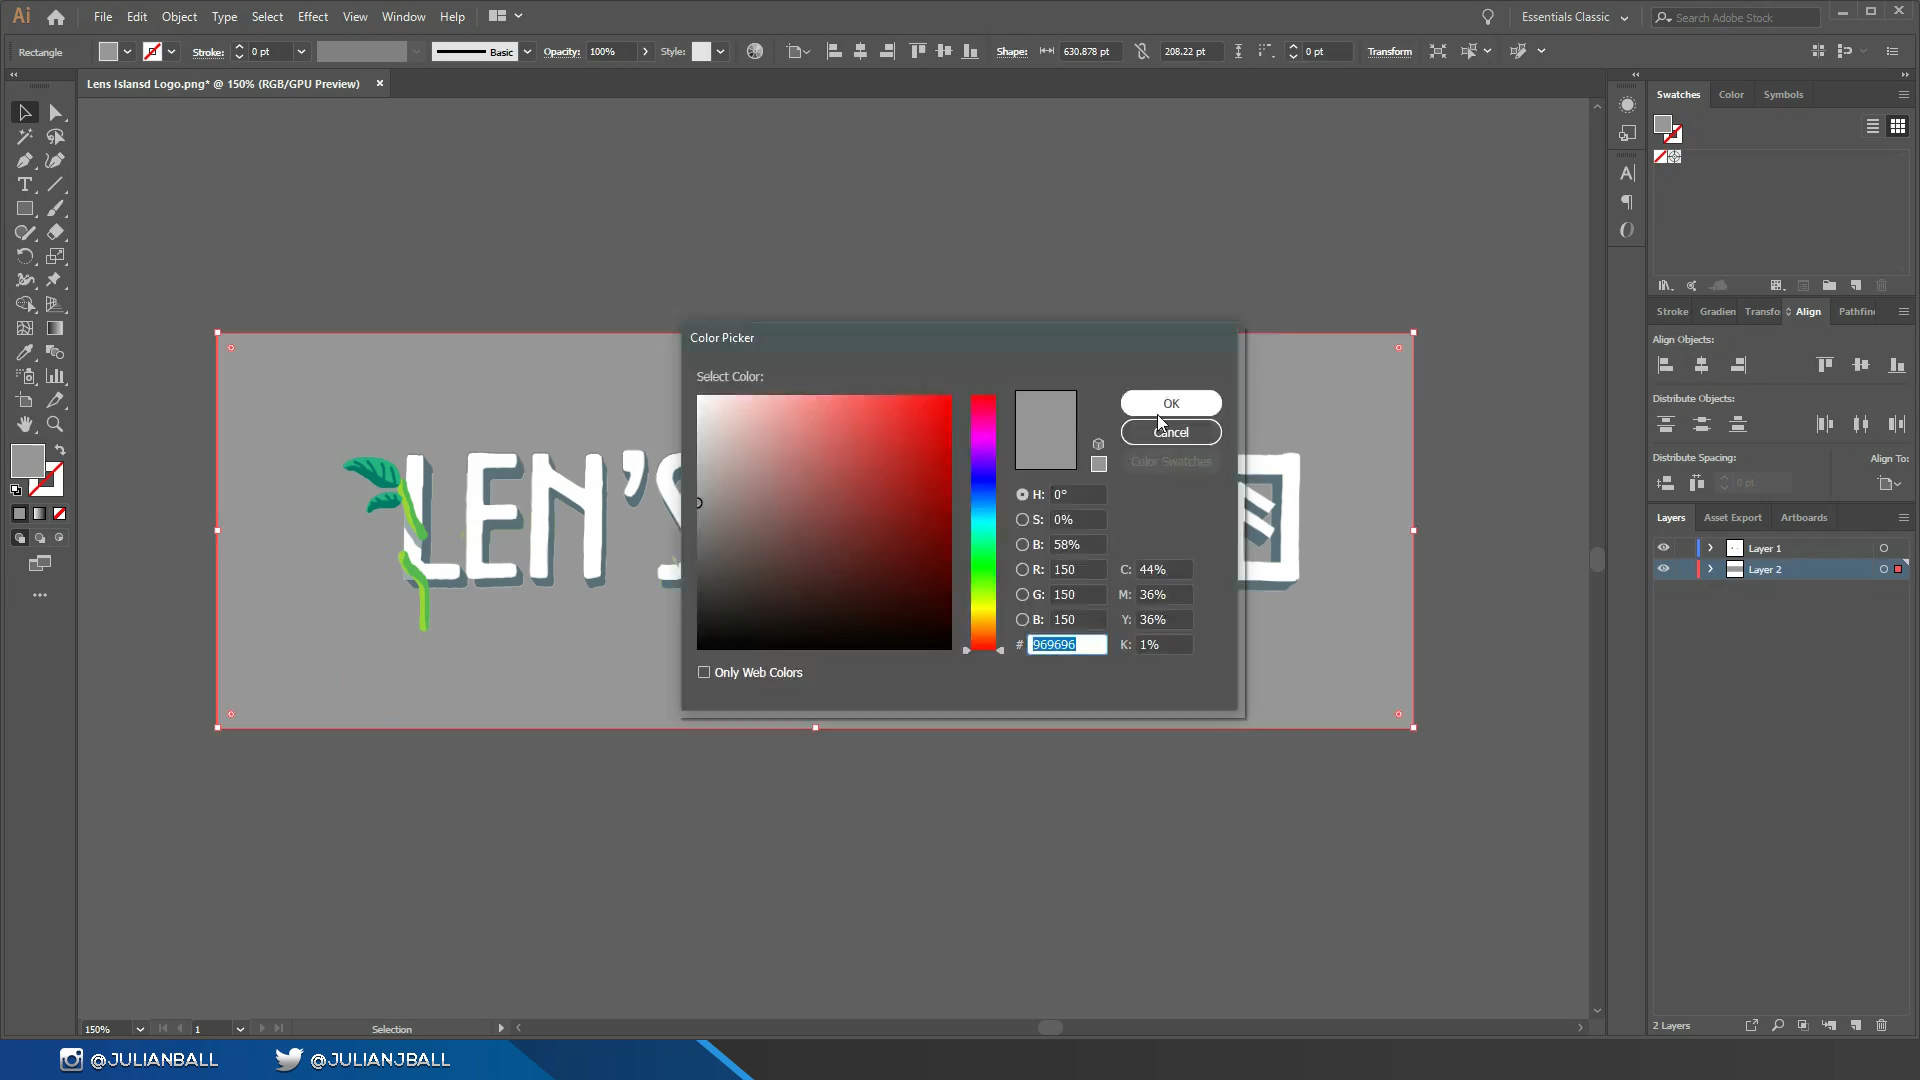 Ai File Edit Object Type Select Effect View Window Help Essentials Classic Search Adobe Stock
Rectangle Stroke: 0 pt Basic Opacity: 100% Style: Shape: 630.878 pt 208.22 pt 0 pt Transform
Lens Islansd Logo.png* @ 150% (RGB/GPU Preview)
Swatches Color Symbols
Stroke Gradien Transfo Align Pathfin
Align Objects:
Distribute Objects:
Distribute Spacing: Align To:
0 pt
Layers Asset Export Artboards
Layer 1
Layer 2
2 Layers
LEN'S
Color Picker
Select Color:
OK
Cancel
Color Swatches
H: 0°
S: 0%
B: 58%
R: 150 C: 44%
G: 150 M: 36%
B: 150 Y: 36%
# 969696 K: 1%
Only Web Colors
150% 1 Selection
@JULIANBALL @JULIANJBALL